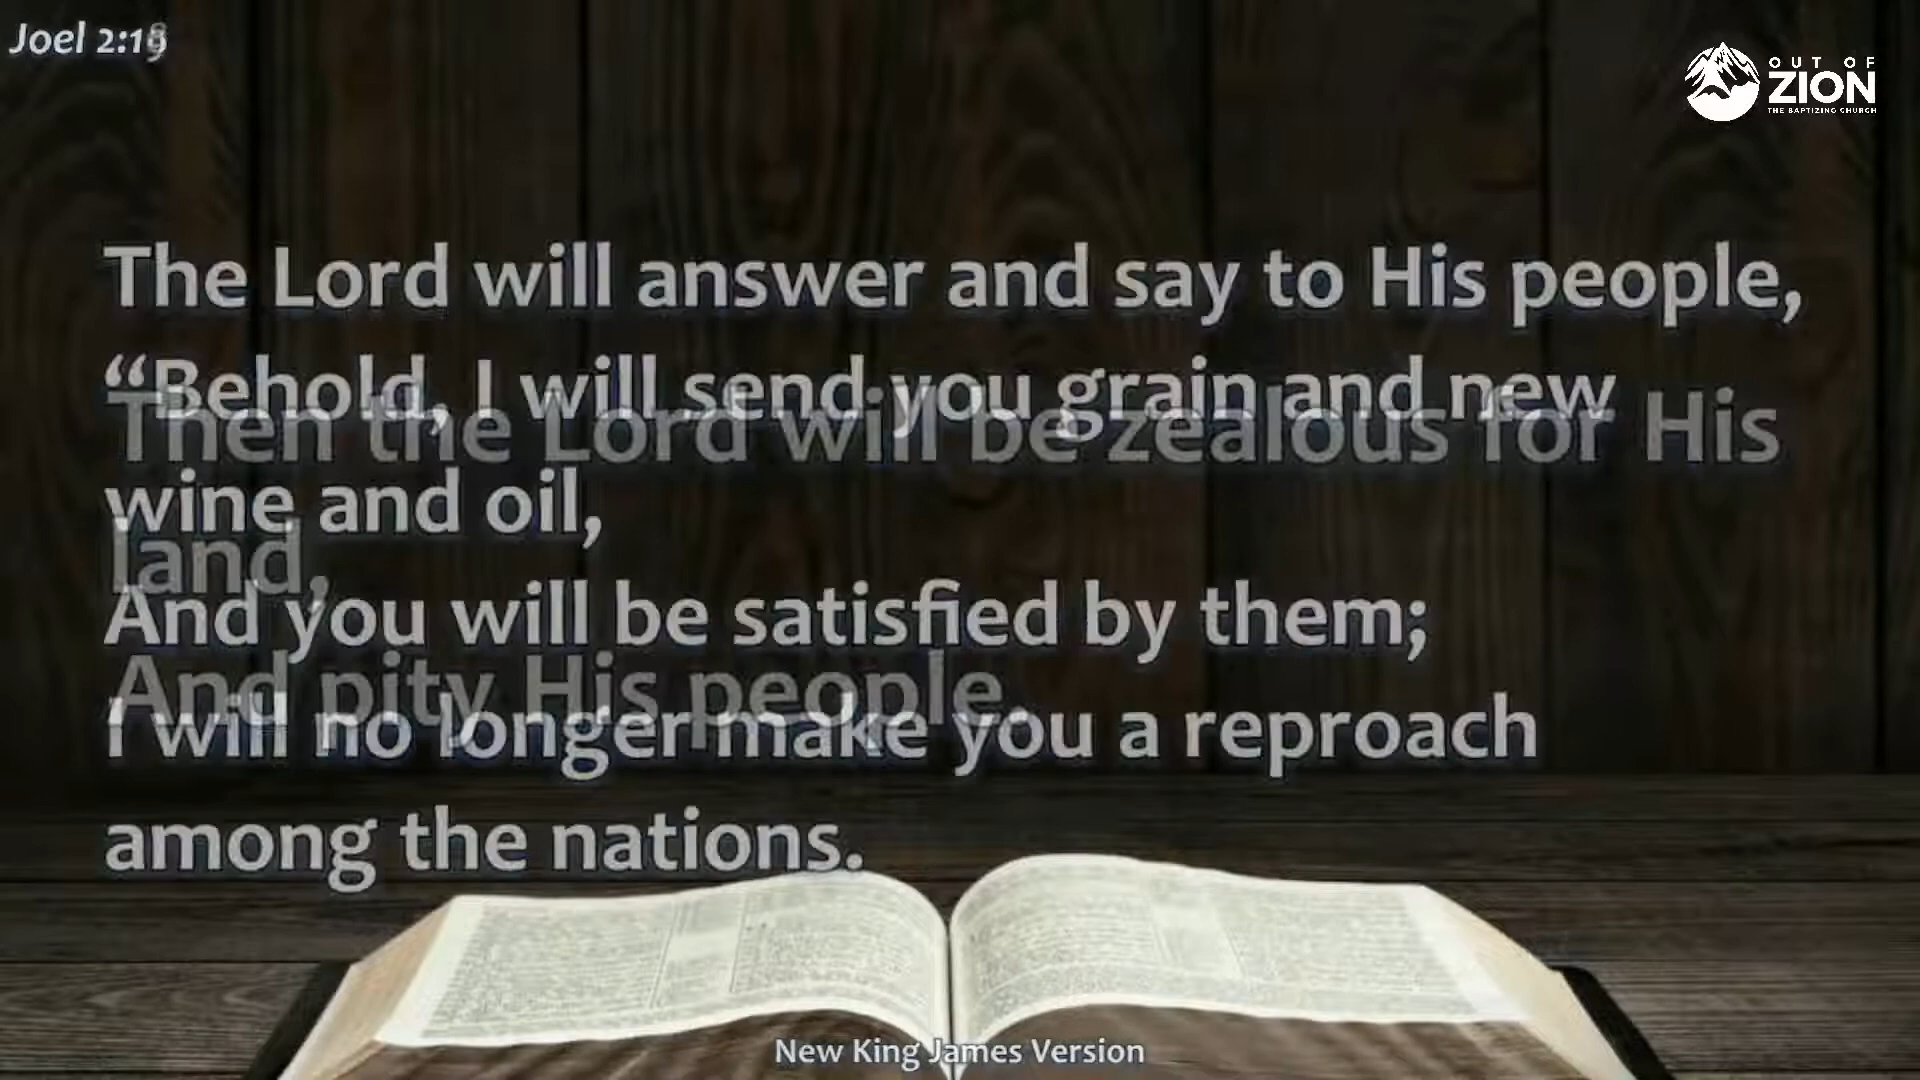 Joel 2:19
OUT OF
ZION
THE BAPTIZING CHURCH
The Lord will answer and say to His people,
“Behold, I will send you grain and new
wine and oil,
And you will be satisfied by them;
I will no longer make you a reproach
among the nations.
Then the Lord will be zealous for His
land,
And pity His people.
New King James Version